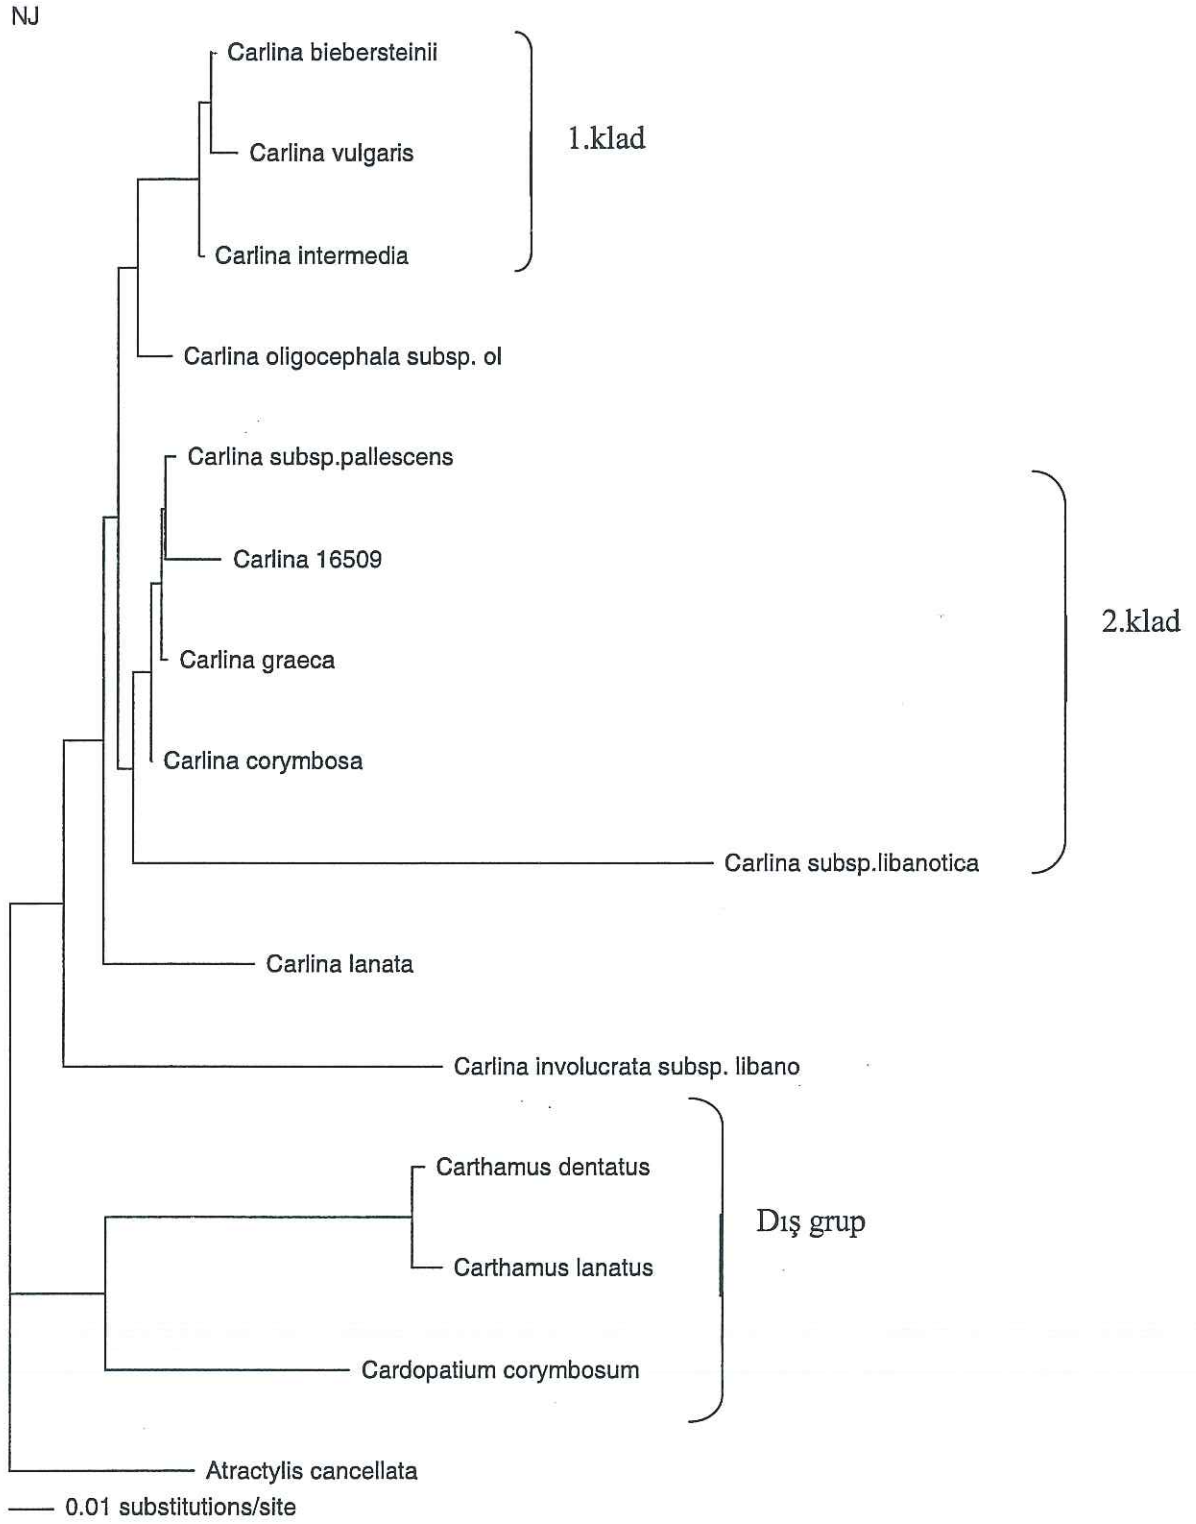 NJ
Carlina biebersteinii
1.klad
Carlina vulgaris
Carlina intermedia
Carlina oligocephala subsp. ol
Carlina subsp.pallescens
Carlina 16509
2.klad
Carlina graeca
Carlina corymbosa
Carlina subsp.libanotica
Carlina lanata
Carlina involucrata subsp. libano
Carthamus dentatus
Dış grup
Carthamus lanatus
Cardopatium corymbosum
Atractylis cancellata
0.01 substitutions/site